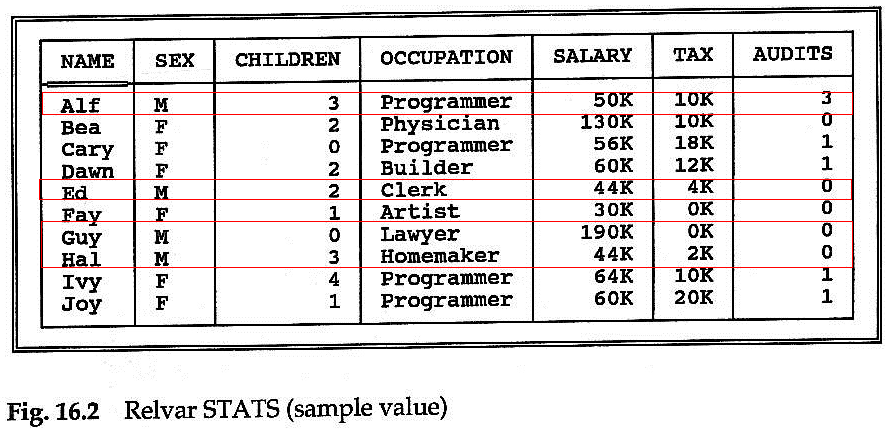 NAME SEX CHILDREN OCCUPATION SALARY TAX AUDITS
Alf M 3 Programmer 50K 10K 3
Bea F 2 Physician 130K 10K 0
Cary F 0 Programmer 56K 18K 1
Dawn F 2 Builder 60K 12K 1
Ed M 2 Clerk 44K 4K 0
Fay F 1 Artist 30K 0K 0
Guy M 0 Lawyer 190K 0K 0
Hal M 3 Homemaker 44K 2K 0
Ivy F 4 Programmer 64K 10K 1
Joy F 1 Programmer 60K 20K 1
Fig. 16.2 Relvar STATS (sample value)